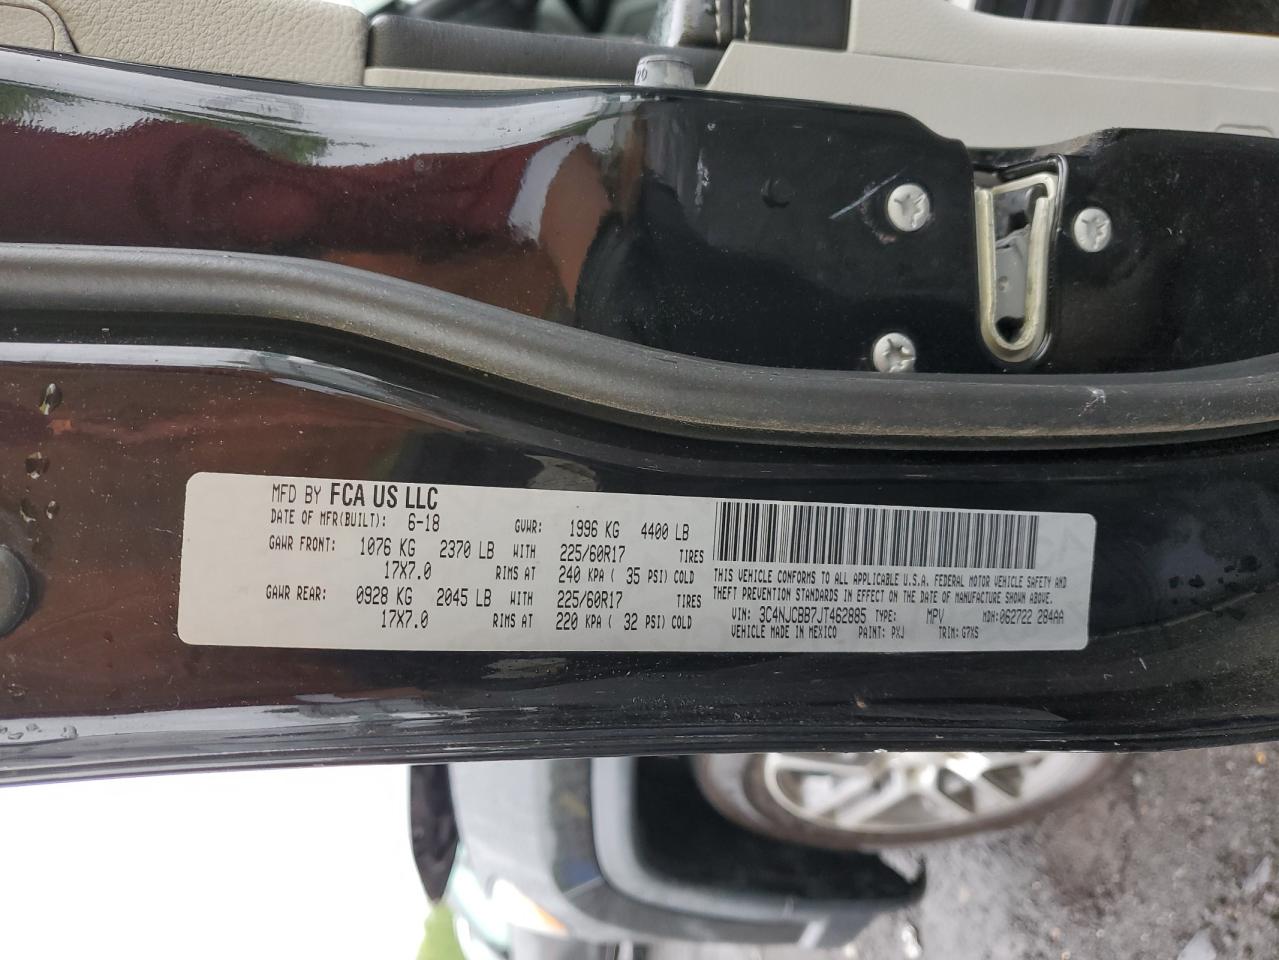 MFD BY FCA US LLC
DATE OF MFR(BUILT): 6-18 GVWR: 1996 KG 4400 LB
GAWR FRONT: 1076 KG 2370 LB WITH 225/60R17 TIRES
17X7.0 RIMS AT 240 KPA ( 35 PSI) COLD
GAWR REAR: 0928 KG 2045 LB WITH 225/60R17 TIRES
17X7.0 RIMS AT 220 KPA ( 32 PSI) COLD
THIS VEHICLE CONFORMS TO ALL APPLICABLE U.S.A. FEDERAL MOTOR VEHICLE SAFETY AND
THEFT PREVENTION STANDARDS IN EFFECT ON THE DATE OF MANUFACTURE SHOWN ABOVE.
VIN: 3C4NJCBB7JT462885 TYPE: MPV MDH:062722 284AA
VEHICLE MADE IN MEXICO PAINT: PXJ TRIM: G7XS